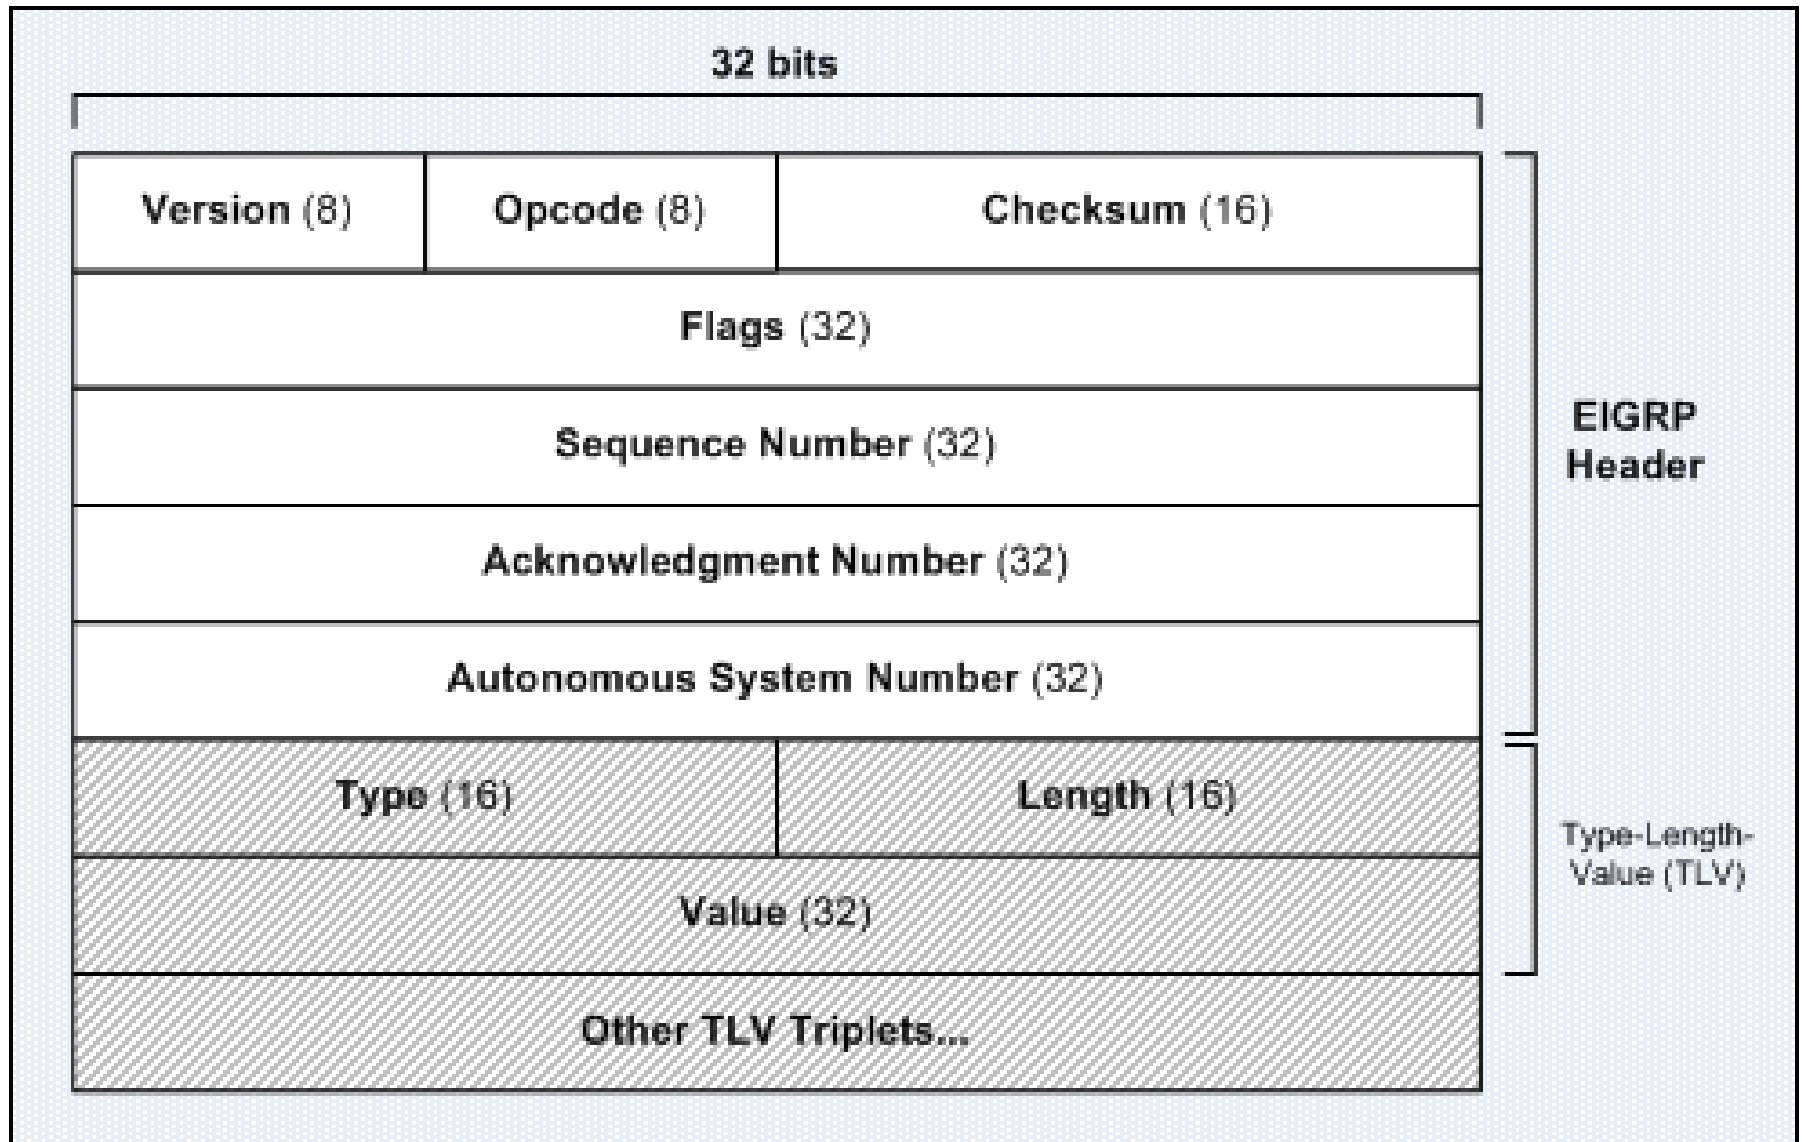 32 bits
Version (8)
Opcode (8)
Checksum (16)
Flags (32)
Sequence Number (32)
Acknowledgment Number (32)
Autonomous System Number (32)
EIGRP
Header
Type (16)
Length (16)
Value (32)
Type-Length-
Value (TLV)
Other TLV Triplets...